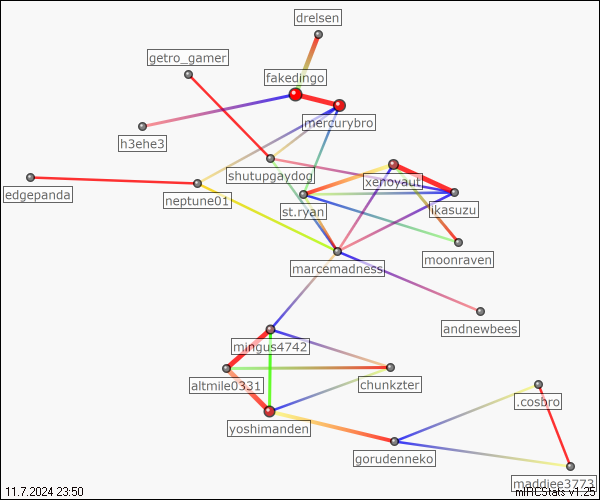 drelsen
getro_gamer
fakedingo
mercurybro
h3ehe3
shutupgaydog
xenoyaut
edgepanda
neptune01
st.ryan
ikasuzu
moonraven
marcemadness
andnewbees
mingus4742
altmile0331
chunkzter
.cosbro
yoshimanden
gorudenneko
maddiee3773
11.7.2024 23:50
mIRCStats v1.25